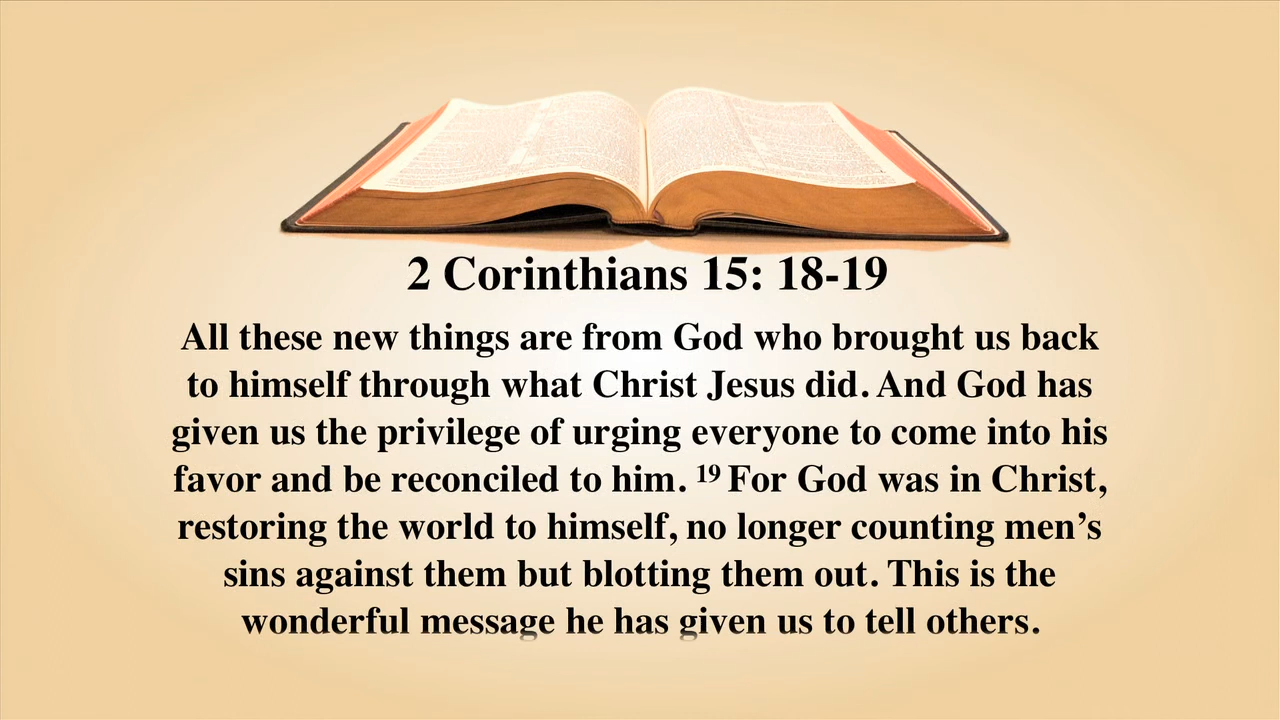 2 Corinthians 15: 18-19
All these new things are from God who brought us back
to himself through what Christ Jesus did. And God has
given us the privilege of urging everyone to come into his
favor and be reconciled to him. 19 For God was in Christ,
restoring the world to himself, no longer counting men’s
sins against them but blotting them out. This is the
wonderful message he has given us to tell others.